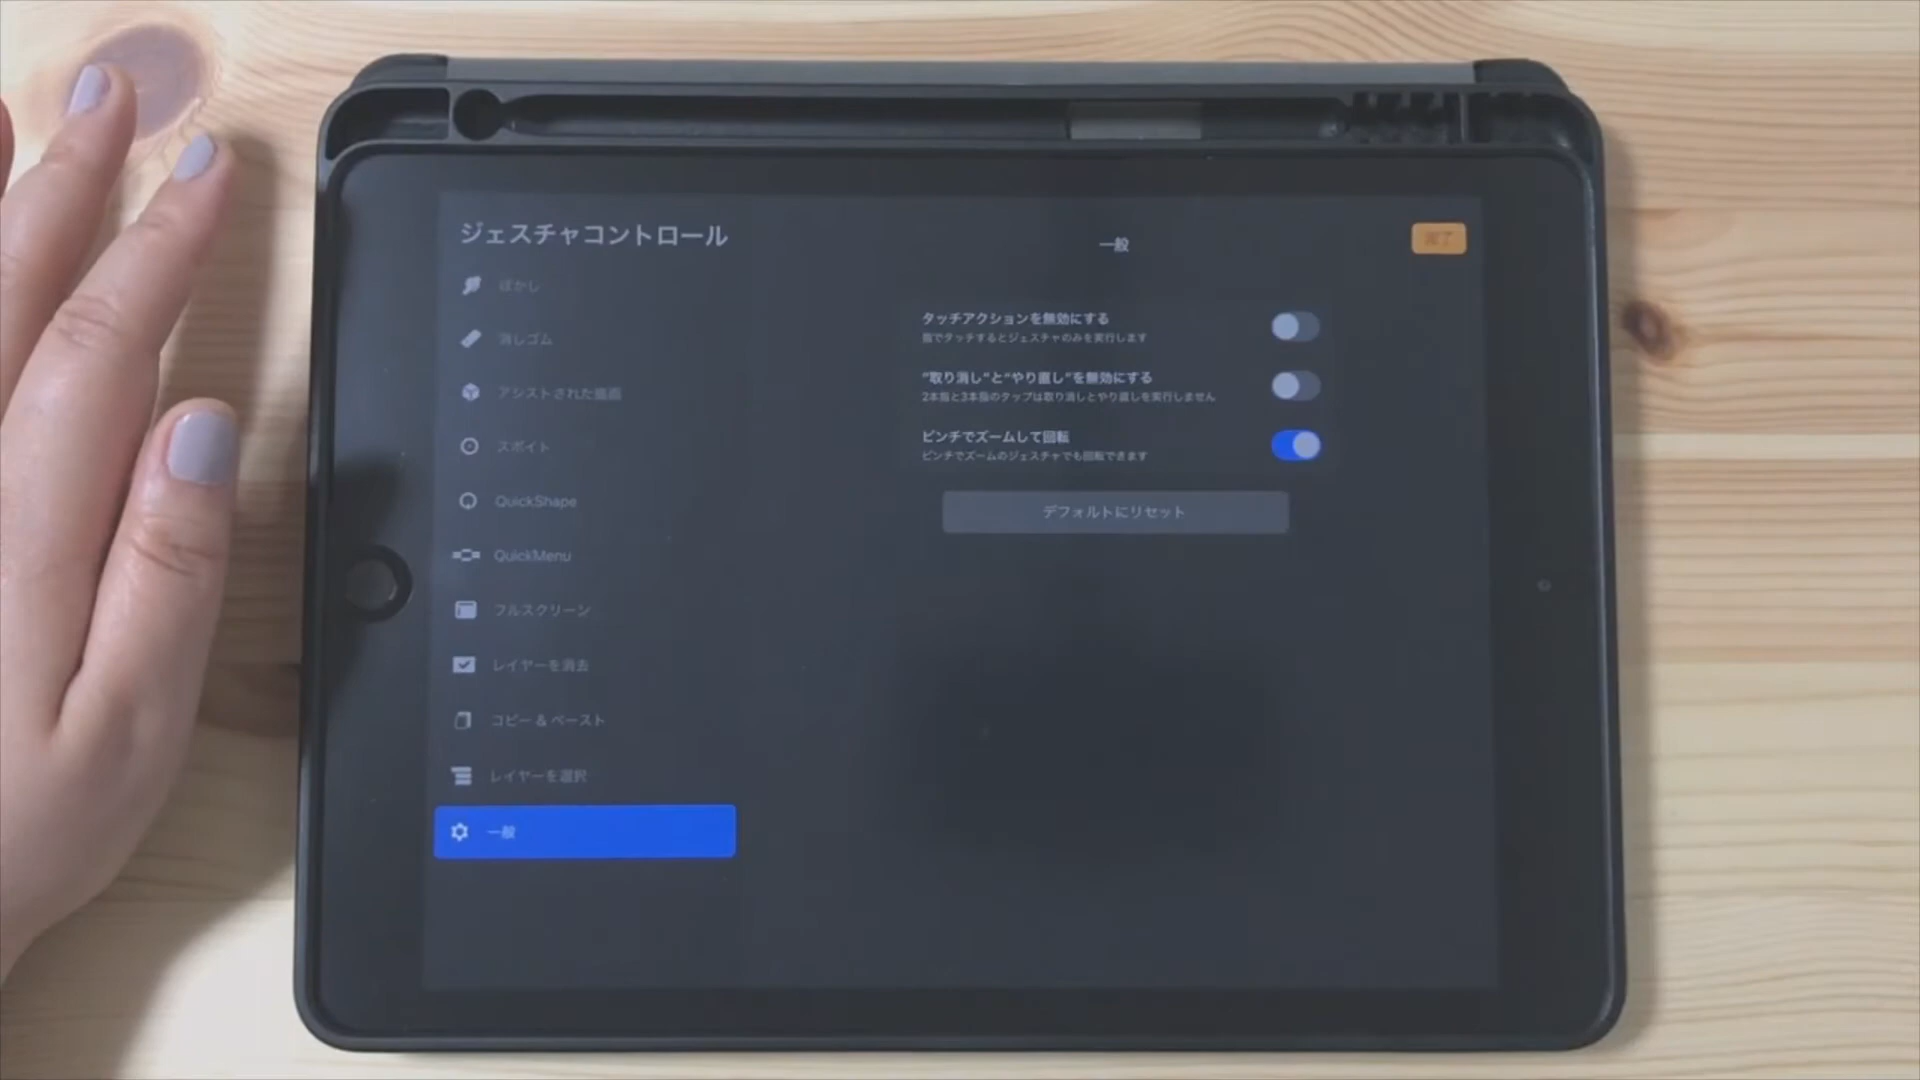 ジェスチャコントロール
一般
完了
ぼかし
消しゴム
アシストされた描画
スポイト
QuickShape
QuickMenu
フルスクリーン
レイヤーを消去
コピー & ペースト
レイヤーを選択
一般
タッチアクションを無効にする
指でタッチするとジェスチャのみを実行します
“取り消し“と“やり直し”を無効にする
2本指と3本指のタップは取り消しとやり直しを実行しません
ピンチでズームして回転
ピンチでズームのジェスチャでも回転できます
デフォルトにリセット